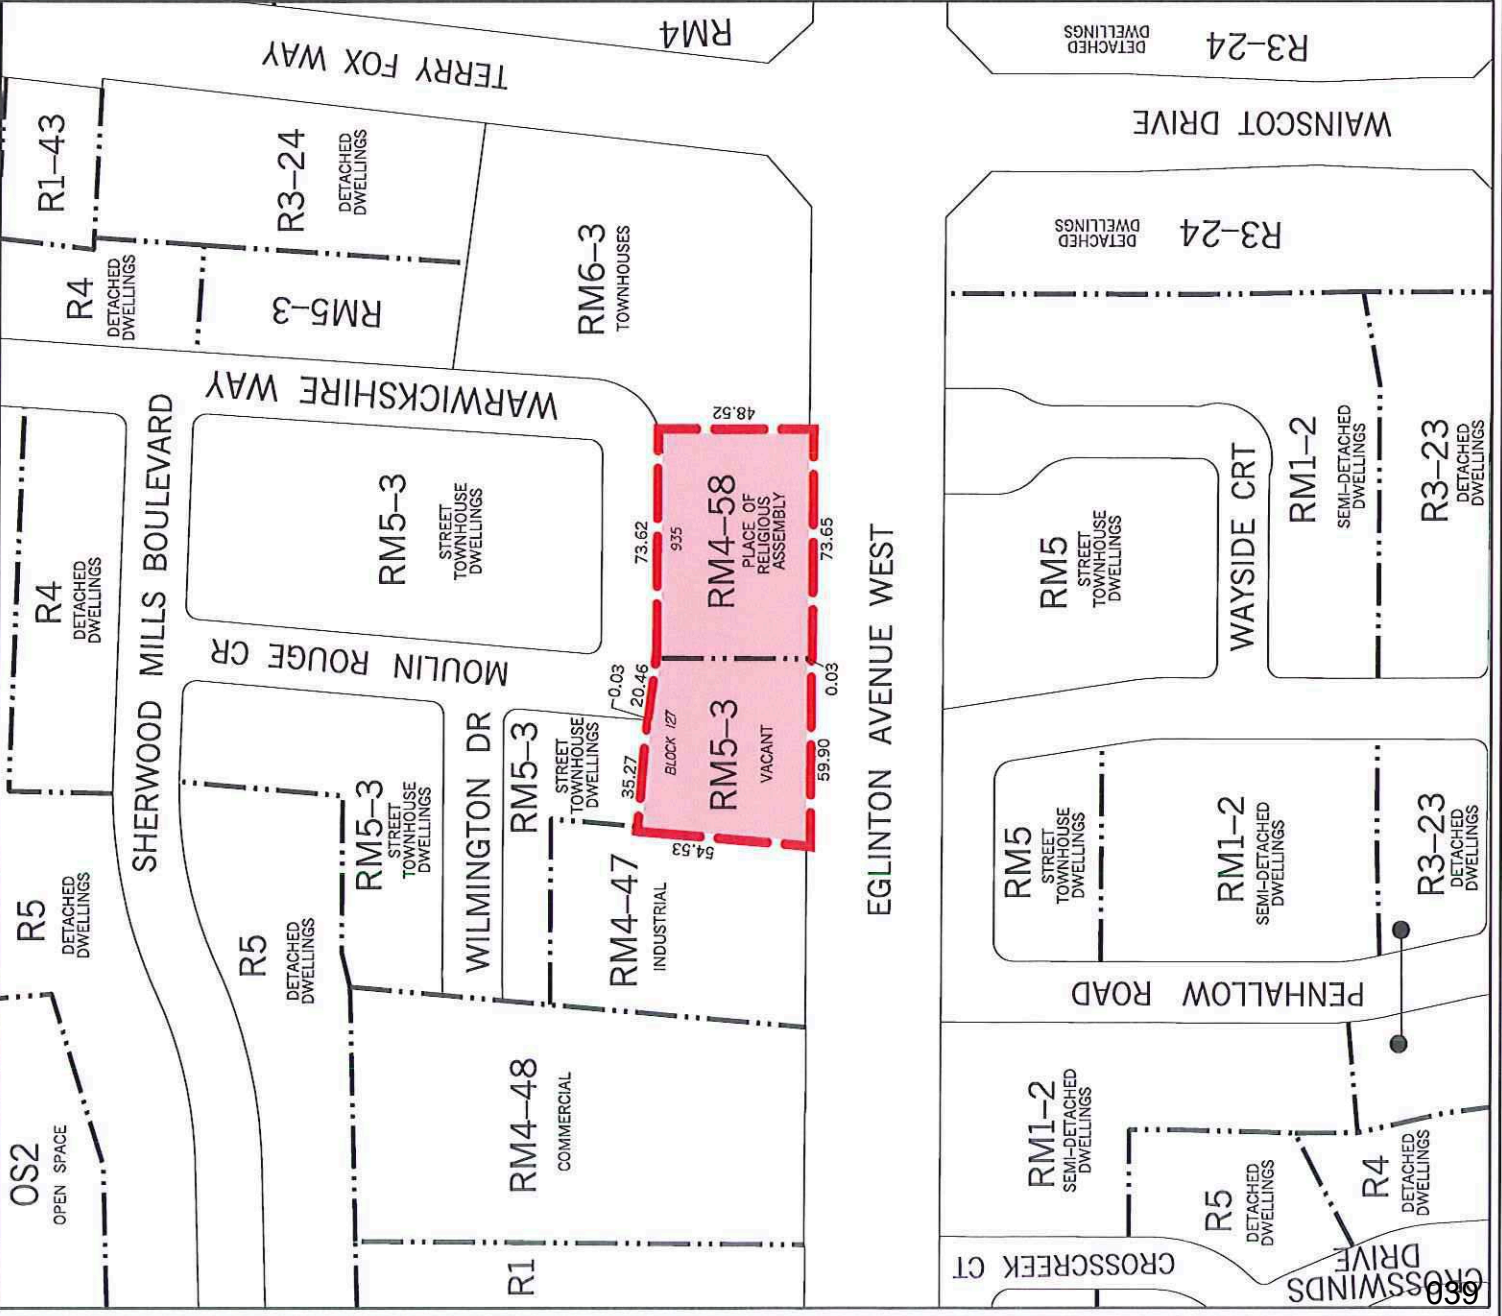 RM4
TERRY FOX WAY
R3–24
DETACHED
DWELLINGS
WAINSCOT DRIVE
R1–43
R3–24
DETACHED
DWELLINGS
R4
DETACHED
DWELLINGS
RM5–3
RM6–3
TOWNHOUSES
R3–24
DETACHED
DWELLINGS
WARWICKSHIRE WAY
SHERWOOD MILLS BOULEVARD
R4
DETACHED
DWELLINGS
RM5–3
STREET
TOWNHOUSE
DWELLINGS
48.52
73.62
935
RM4–58
PLACE OF
RELIGIOUS
ASSEMBLY
73.65
EGLINTON AVENUE WEST
RM5
STREET
TOWNHOUSE
DWELLINGS
WAYSIDE CRT
RM1–2
SEMI–DETACHED
DWELLINGS
R3–23
DETACHED
DWELLINGS
MOULIN ROUGE CR
0.03
20.46
35.27
BLOCK 127
RM5–3
VACANT
0.03
59.90
54.53
WILMINGTON DR
RM5–3
STREET
TOWNHOUSE
DWELLINGS
RM5–3
STREET
TOWNHOUSE
DWELLINGS
R5
DETACHED
DWELLINGS
R5
DETACHED
DWELLINGS
RM4–47
INDUSTRIAL
RM5
STREET
TOWNHOUSE
DWELLINGS
RM1–2
SEMI–DETACHED
DWELLINGS
R3–23
DETACHED
DWELLINGS
PENHALLOW ROAD
OS2
OPEN SPACE
RM4–48
COMMERCIAL
R1
RM1–2
SEMI–DETACHED
DWELLINGS
R5
DETACHED
DWELLINGS
R4
DETACHED
DWELLINGS
CROSSCREEK CT
CROSSWINDS
DRIVE
039